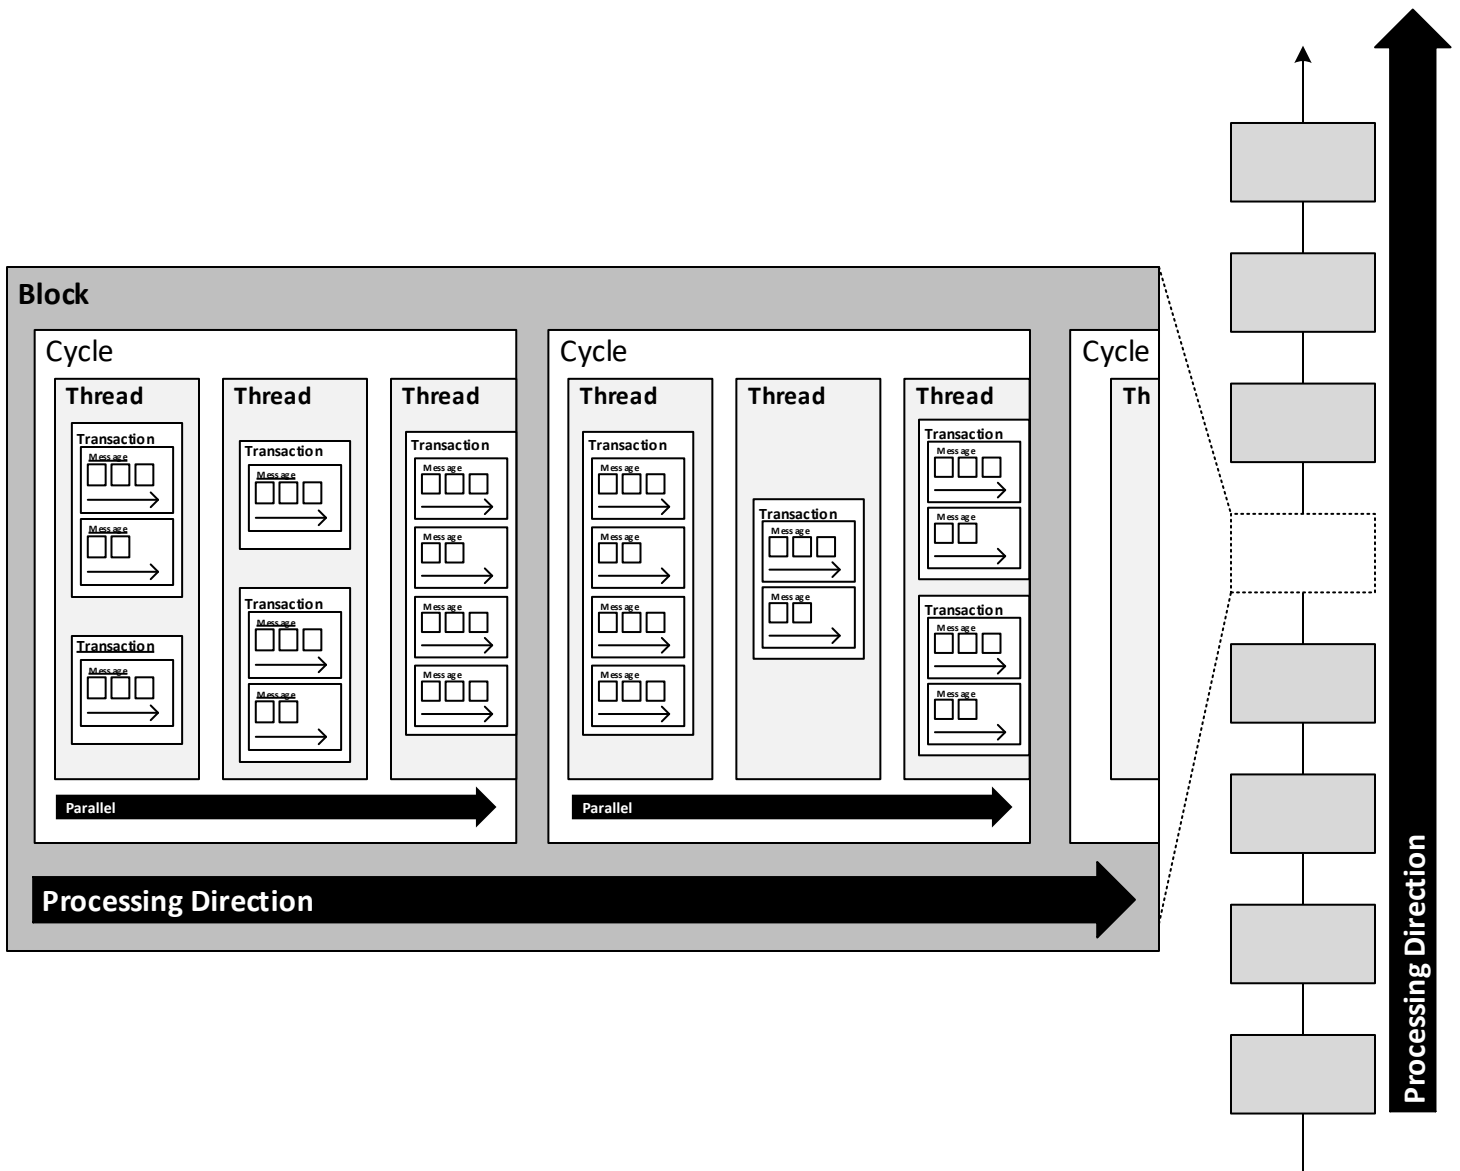 Block
Cycle
Thread
Transaction
Message
Message
Transaction
Message
Thread
Transaction
Message
Transaction
Message
Message
Thread
Transaction
Message
Message
Message
Message
Parallel
Cycle
Thread
Transaction
Message
Message
Message
Message
Thread
Transaction
Message
Message
Thread
Transaction
Message
Message
Transaction
Message
Message
Parallel
Cycle
Th
Processing Direction
Processing Direction